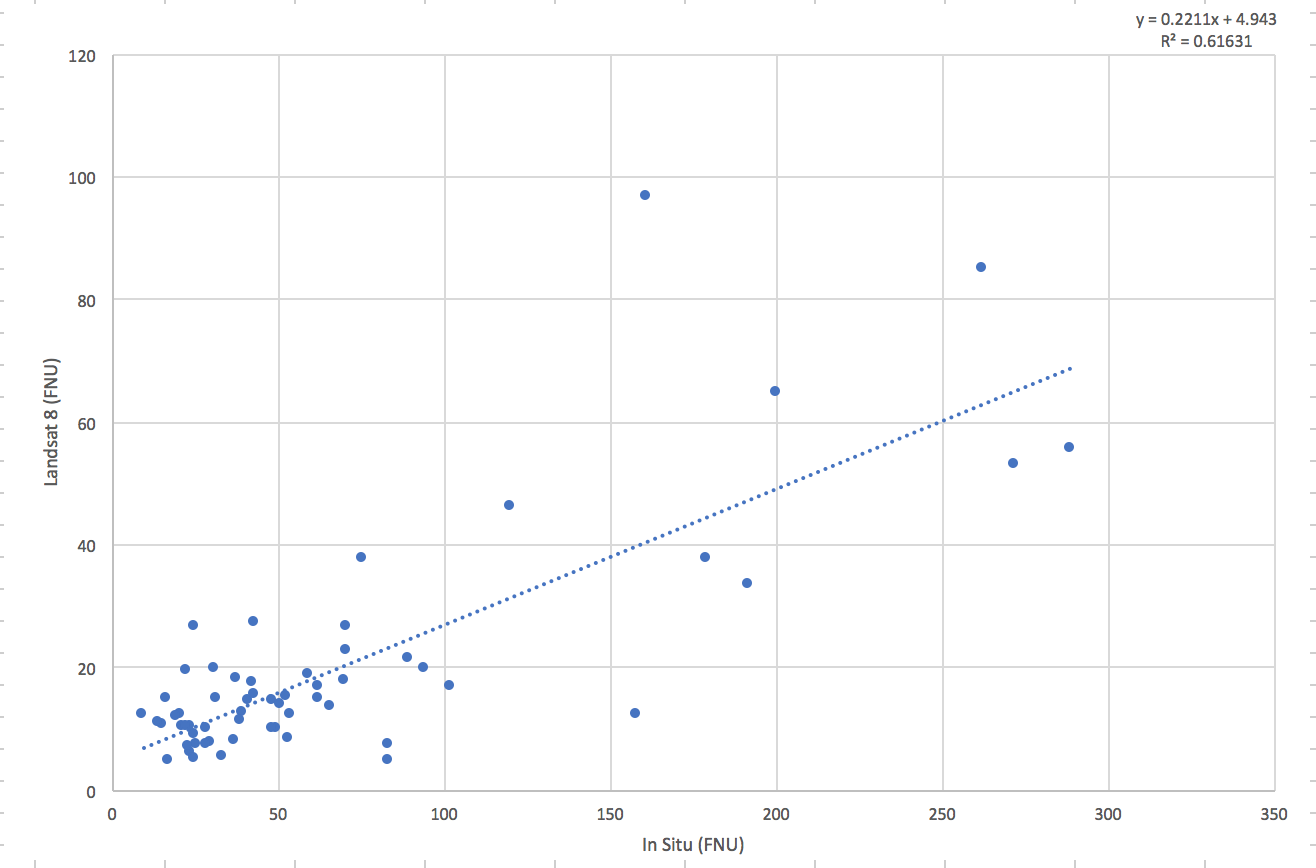 y = 0.2211x + 4.943
R² = 0.61631
120
100
80
60
40
20
0
Landsat 8 (FNU)
0 50 100 150 200 250 300 350
In Situ (FNU)